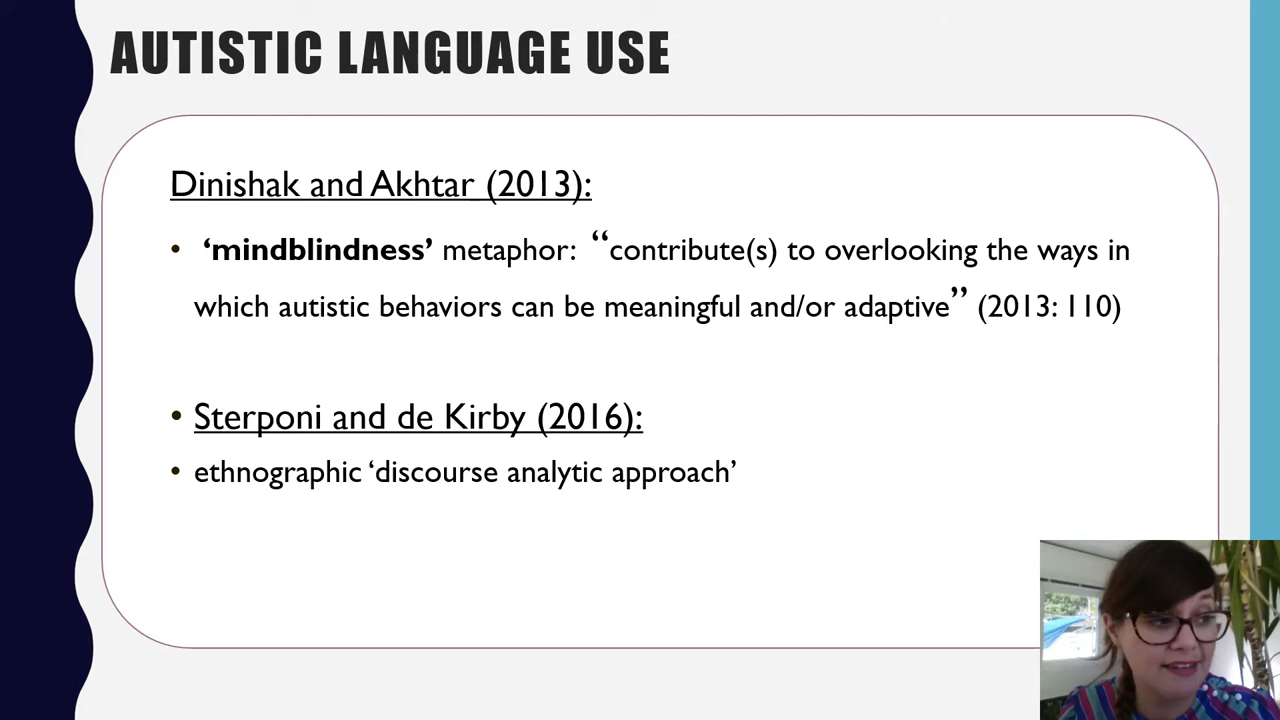 AUTISTIC LANGUAGE USE
Dinishak and Akhtar (2013):
• ‘mindblindness’ metaphor: “contribute(s) to overlooking the ways in
which autistic behaviors can be meaningful and/or adaptive” (2013: 110)
• Sterponi and de Kirby (2016):
• ethnographic ‘discourse analytic approach’